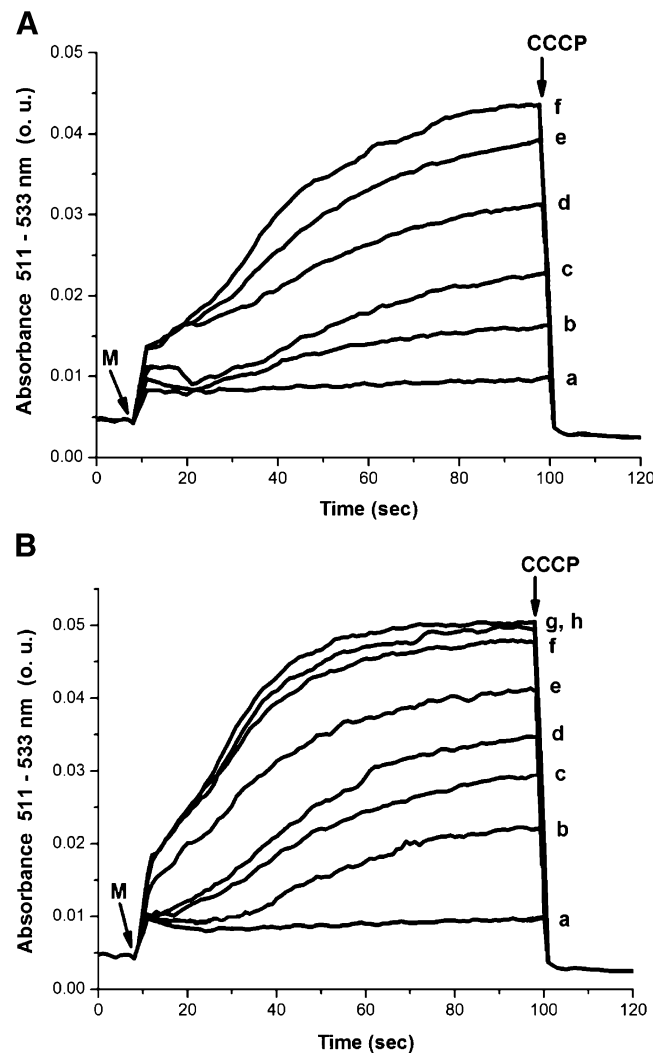 A
CCCP
0.05
0.04
0.03
0.02
0.01
0.00
Absorbance 511 - 533 nm (o. u.)
M
f
e
d
c
b
a
0 20 40 60 80 100 120
Time (sec)
B
CCCP
0.05
0.04
0.03
0.02
0.01
0.00
Absorbance 511 - 533 nm (o. u.)
M
g, h
f
e
d
c
b
a
0 20 40 60 80 100 120
Time (sec)